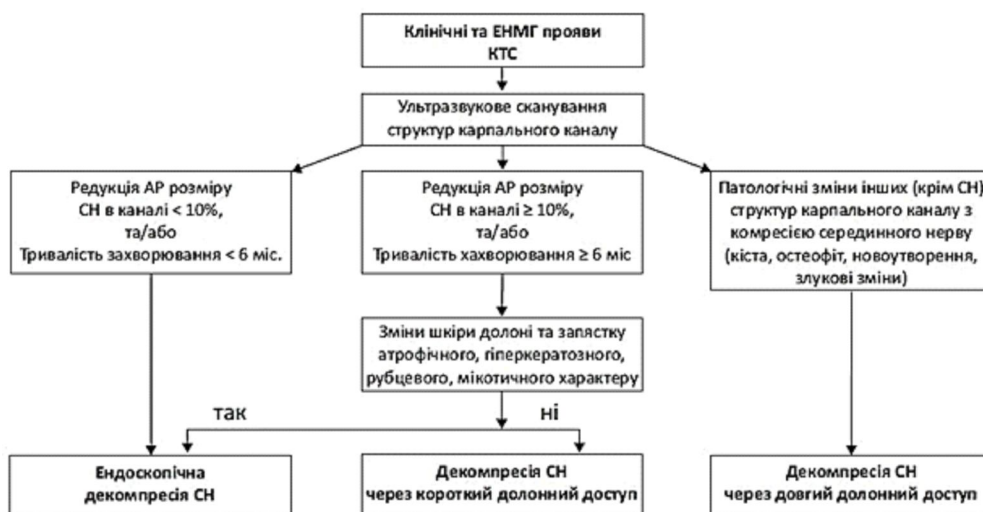 Клінічні та ЕНМГ прояви
КТС
Ультразвукове сканування
структур карпального каналу
Редукція АР розміру
СН в каналі < 10%,
та/або
Тривалість захворювання < 6 міс.
Редукція АР розміру
СН в каналі ≥ 10%,
та/або
Тривалість хахворювання ≥ 6 міс
Патологічні зміни інших (крім СН)
структур карпального каналу з
комресією серединного нерву
(кіста, остеофіт, новоутворення,
злукові зміни)
Зміни шкіри долоні та запястку
атрофічного, гіперкератозного,
рубцевого, мікотичного характеру
так
ні
Ендоскопічна
декомпресія СН
Декомпресія СН
через короткий долонний доступ
Декомпресія СН
через довгий долонний доступ